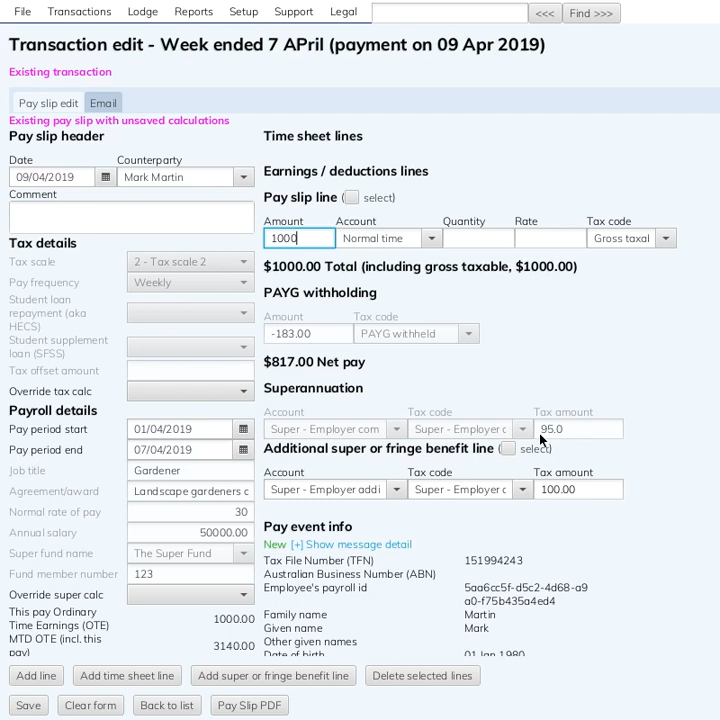 File Transactions Lodge Reports Setup Support Legal <<< Find >>>
Transaction edit - Week ended 7 APril (payment on 09 Apr 2019)
Existing transaction
Pay slip edit Email
Existing pay slip with unsaved calculations
Pay slip header
Date Counterparty
09/04/2019 Mark Martin
Comment
Tax details
Tax scale 2 - Tax scale 2
Pay frequency Weekly
Student loan
repayment (aka
HECS)
Student supplement
loan (SFSS)
Tax offset amount
Override tax calc
Payroll details
Pay period start 01/04/2019
Pay period end 07/04/2019
Job title Gardener
Agreement/award Landscape gardeners c
Normal rate of pay 30
Annual salary 50000.00
Super fund name The Super Fund
Fund member number 123
Override super calc
This pay Ordinary
Time Earnings (OTE) 1000.00
MTD OTE (incl. this
pay) 3140.00
Time sheet lines
Earnings / deductions lines
Pay slip line ( select)
Amount Account Quantity Rate Tax code
1000 Normal time Gross taxal
$1000.00 Total (including gross taxable, $1000.00)
PAYG withholding
Amount Tax code
-183.00 PAYG withheld
$817.00 Net pay
Superannuation
Account Tax code Tax amount
Super - Employer com Super - Employer c 95.0
Additional super or fringe benefit line ( select)
Account Tax code Tax amount
Super - Employer addi Super - Employer c 100.00
Pay event info
New [+] Show message detail
Tax File Number (TFN) 151994243
Australian Business Number (ABN)
Employee's payroll id 5aa6cc5f-d5c2-4d68-a9
a0-f75b435a4ed4
Family name Martin
Given name Mark
Other given names
Date of birth 01 Jan 1980
Add line Add time sheet line Add super or fringe benefit line Delete selected lines
Save Clear form Back to list Pay Slip PDF